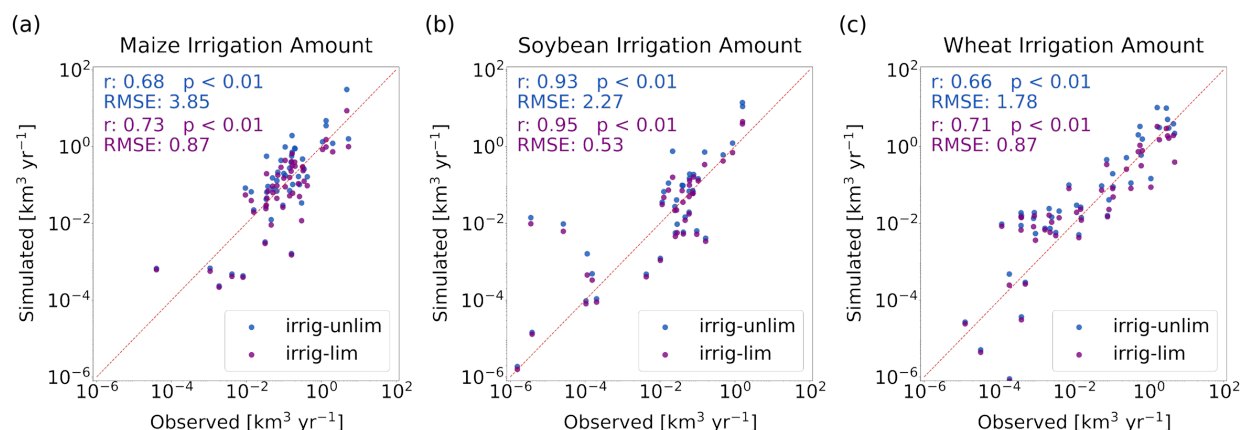 (a)
Maize Irrigation Amount
r: 0.68 p < 0.01
RMSE: 3.85
r: 0.73 p < 0.01
RMSE: 0.87
Simulated [km³ yr⁻¹]
10²
10⁰
10⁻²
10⁻⁴
10⁻⁶
irrig-unlim
irrig-lim
10⁻⁶ 10⁻⁴ 10⁻² 10⁰ 10²
Observed [km³ yr⁻¹]
(b)
Soybean Irrigation Amount
r: 0.93 p < 0.01
RMSE: 2.27
r: 0.95 p < 0.01
RMSE: 0.53
Simulated [km³ yr⁻¹]
10²
10⁰
10⁻²
10⁻⁴
10⁻⁶
irrig-unlim
irrig-lim
10⁻⁶ 10⁻⁴ 10⁻² 10⁰ 10²
Observed [km³ yr⁻¹]
(c)
Wheat Irrigation Amount
r: 0.66 p < 0.01
RMSE: 1.78
r: 0.71 p < 0.01
RMSE: 0.87
Simulated [km³ yr⁻¹]
10²
10⁰
10⁻²
10⁻⁴
10⁻⁶
irrig-unlim
irrig-lim
10⁻⁶ 10⁻⁴ 10⁻² 10⁰ 10²
Observed [km³ yr⁻¹]